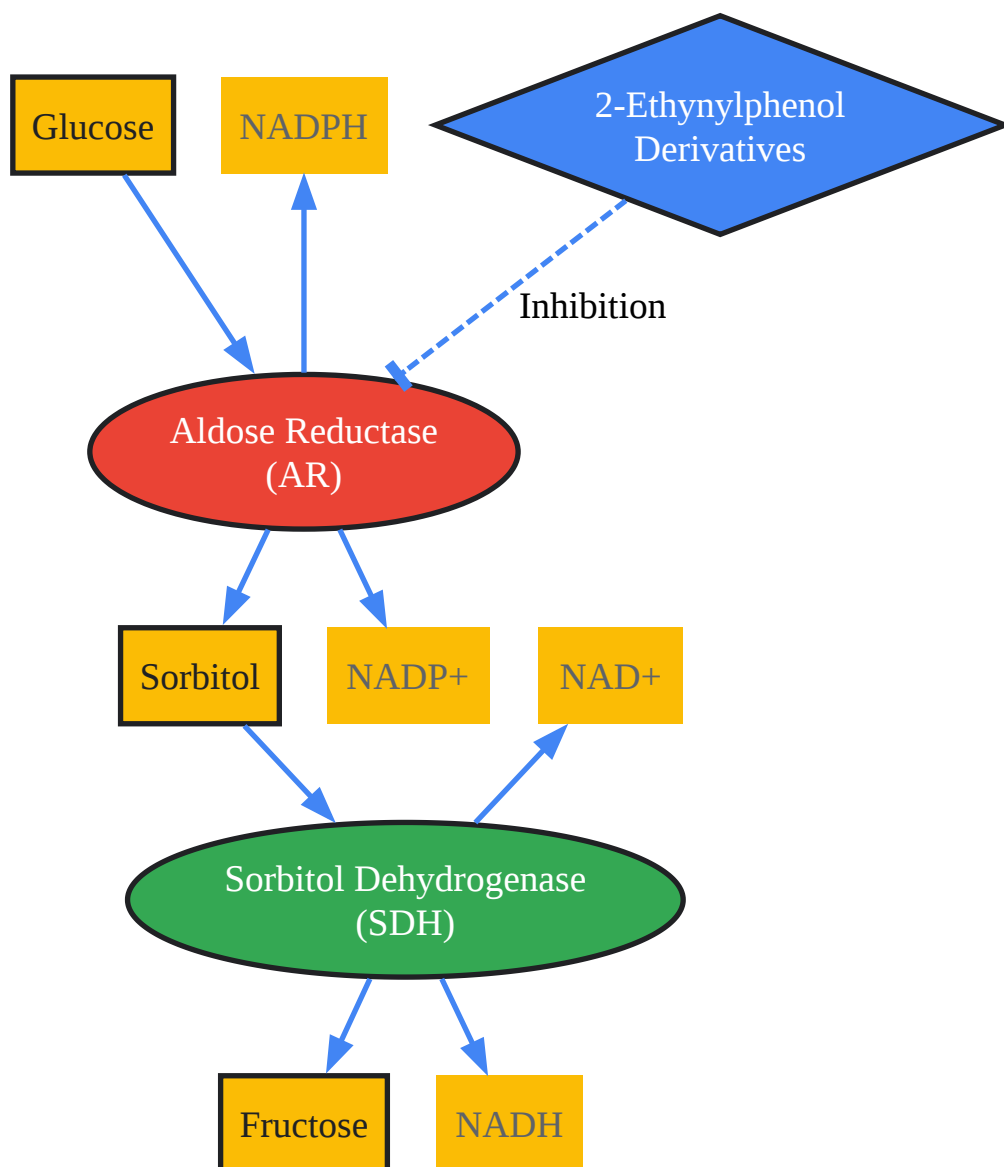 Glucose
NADPH
2-Ethynylphenol
Derivatives
Inhibition
Aldose Reductase
(AR)
Sorbitol
NADP+
NAD+
Sorbitol Dehydrogenase
(SDH)
Fructose
NADH